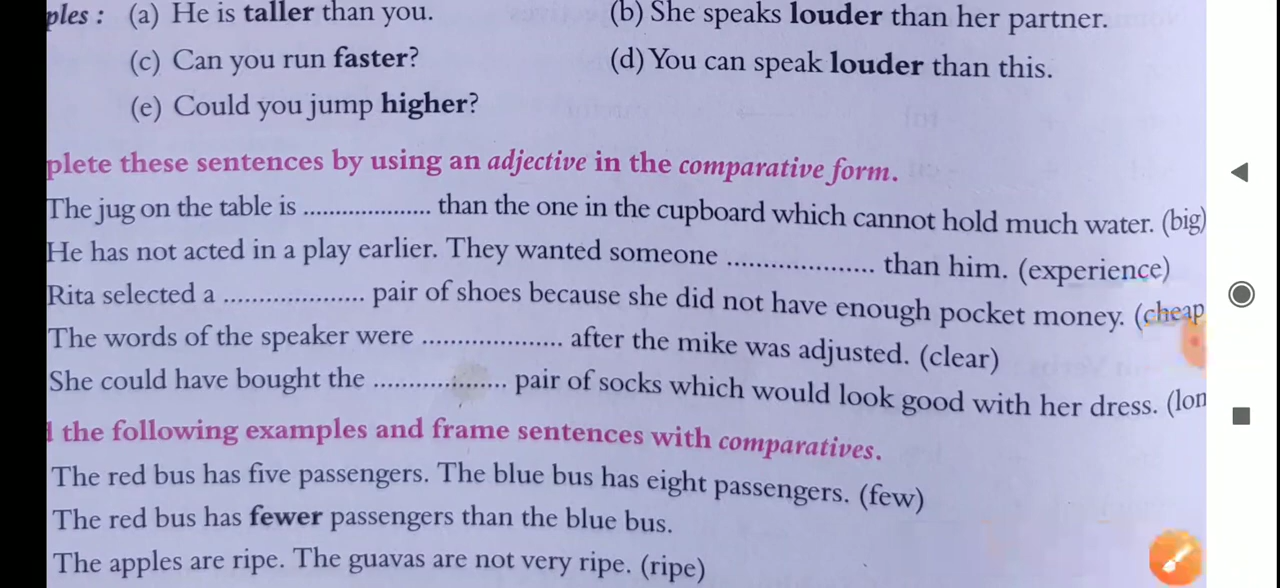 ples : (a) He is taller than you. (b) She speaks louder than her partner.
(c) Can you run faster? (d) You can speak louder than this.
(e) Could you jump higher?
plete these sentences by using an adjective in the comparative form.
The jug on the table is ................... than the one in the cupboard which cannot hold much water. (big)
He has not acted in a play earlier. They wanted someone ...................... than him. (experience)
Rita selected a ..................... pair of shoes because she did not have enough pocket money. (cheap
The words of the speaker were ..................... after the mike was adjusted. (clear)
She could have bought the .................... pair of socks which would look good with her dress. (lon
the following examples and frame sentences with comparatives.
The red bus has five passengers. The blue bus has eight passengers. (few)
The red bus has fewer passengers than the blue bus.
The apples are ripe. The guavas are not very ripe. (ripe)